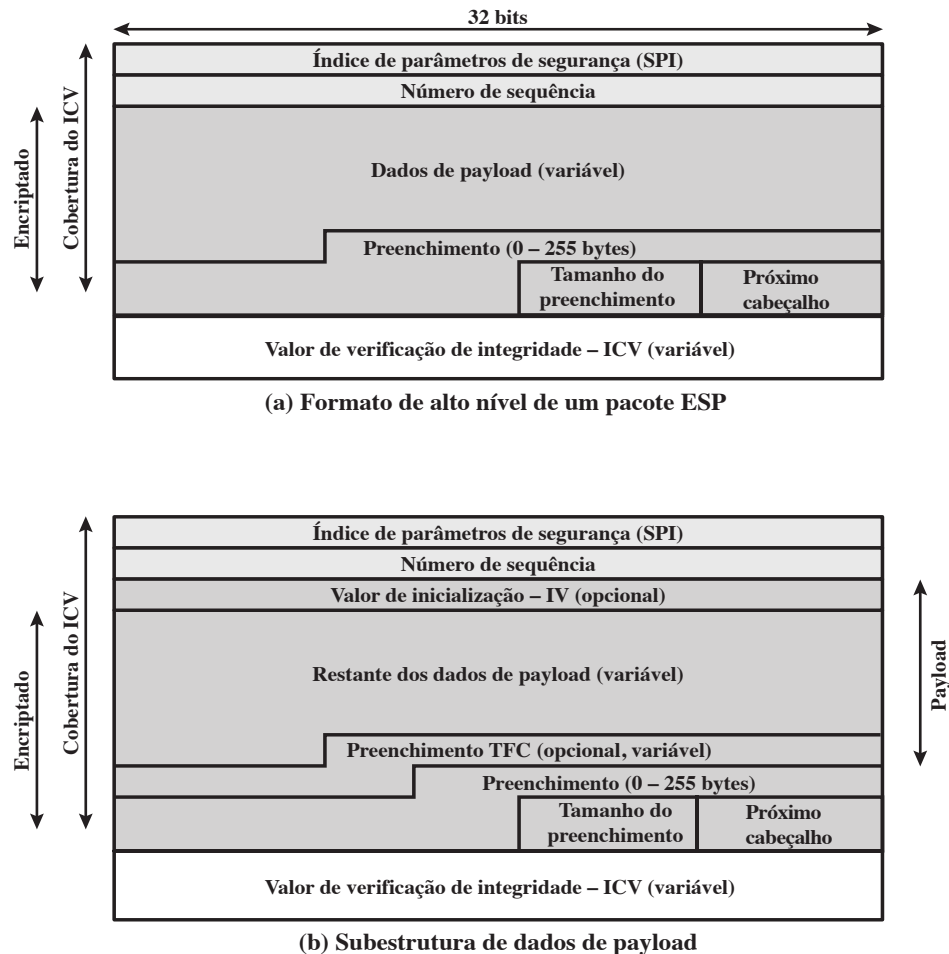 32 bits
Índice de parâmetros de segurança (SPI)
Número de sequência
Encriptado
Cobertura do ICV
Dados de payload (variável)
Preenchimento (0 – 255 bytes)
Tamanho do
preenchimento
Próximo
cabeçalho
Valor de verificação de integridade – ICV (variável)
(a) Formato de alto nível de um pacote ESP
Índice de parâmetros de segurança (SPI)
Número de sequência
Valor de inicialização – IV (opcional)
Encriptado
Cobertura do ICV
Restante dos dados de payload (variável)
Payload
Preenchimento TFC (opcional, variável)
Preenchimento (0 – 255 bytes)
Tamanho do
preenchimento
Próximo
cabeçalho
Valor de verificação de integridade – ICV (variável)
(b) Subestrutura de dados de payload